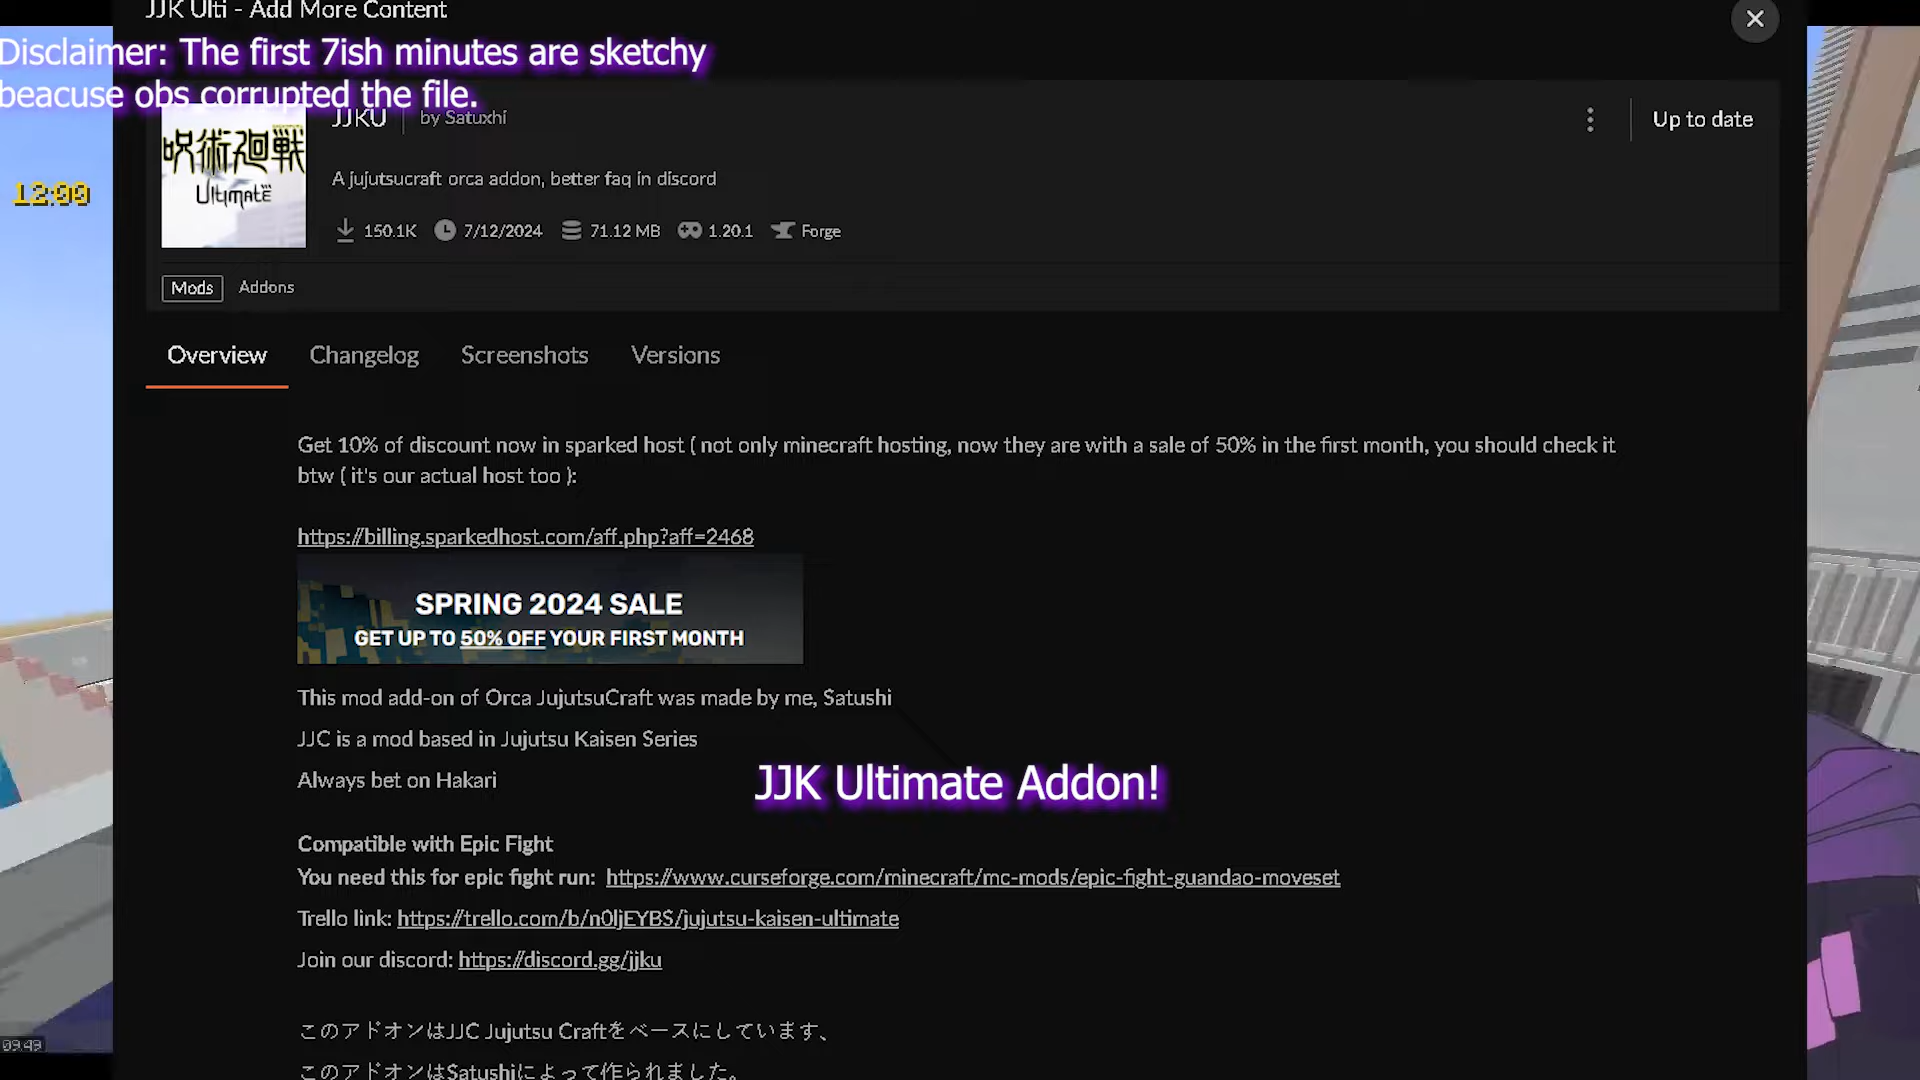 JJK Ulti - Add More Content
Disclaimer: The first 7ish minutes are sketchy
beacuse obs corrupted the file.
呪術廻戦
Ultimate
JJKU
by Satuxhi
Up to date
A jujutsucraft orca addon, better faq in discord
12:00
150.1K 7/12/2024 71.12 MB 1.20.1 Forge
Mods Addons
Overview Changelog Screenshots Versions
Get 10% of discount now in sparked host ( not only minecraft hosting, now they are with a sale of 50% in the first month, you should check it
btw ( it's our actual host too ):
https://billing.sparkedhost.com/aff.php?aff=2468
SPRING 2024 SALE
GET UP TO 50% OFF YOUR FIRST MONTH
This mod add-on of Orca JujutsuCraft was made by me, Satushi
JJC is a mod based in Jujutsu Kaisen Series
Always bet on Hakari
JJK Ultimate Addon!
Compatible with Epic Fight
You need this for epic fight run: https://www.curseforge.com/minecraft/mc-mods/epic-fight-guandao-moveset
Trello link: https://trello.com/b/n0ljEYBS/jujutsu-kaisen-ultimate
Join our discord: https://discord.gg/jjku
このアドオンはJJC Jujutsu Craftをベースにしています、
09:49
このアドオンはSatushiによって作られました。